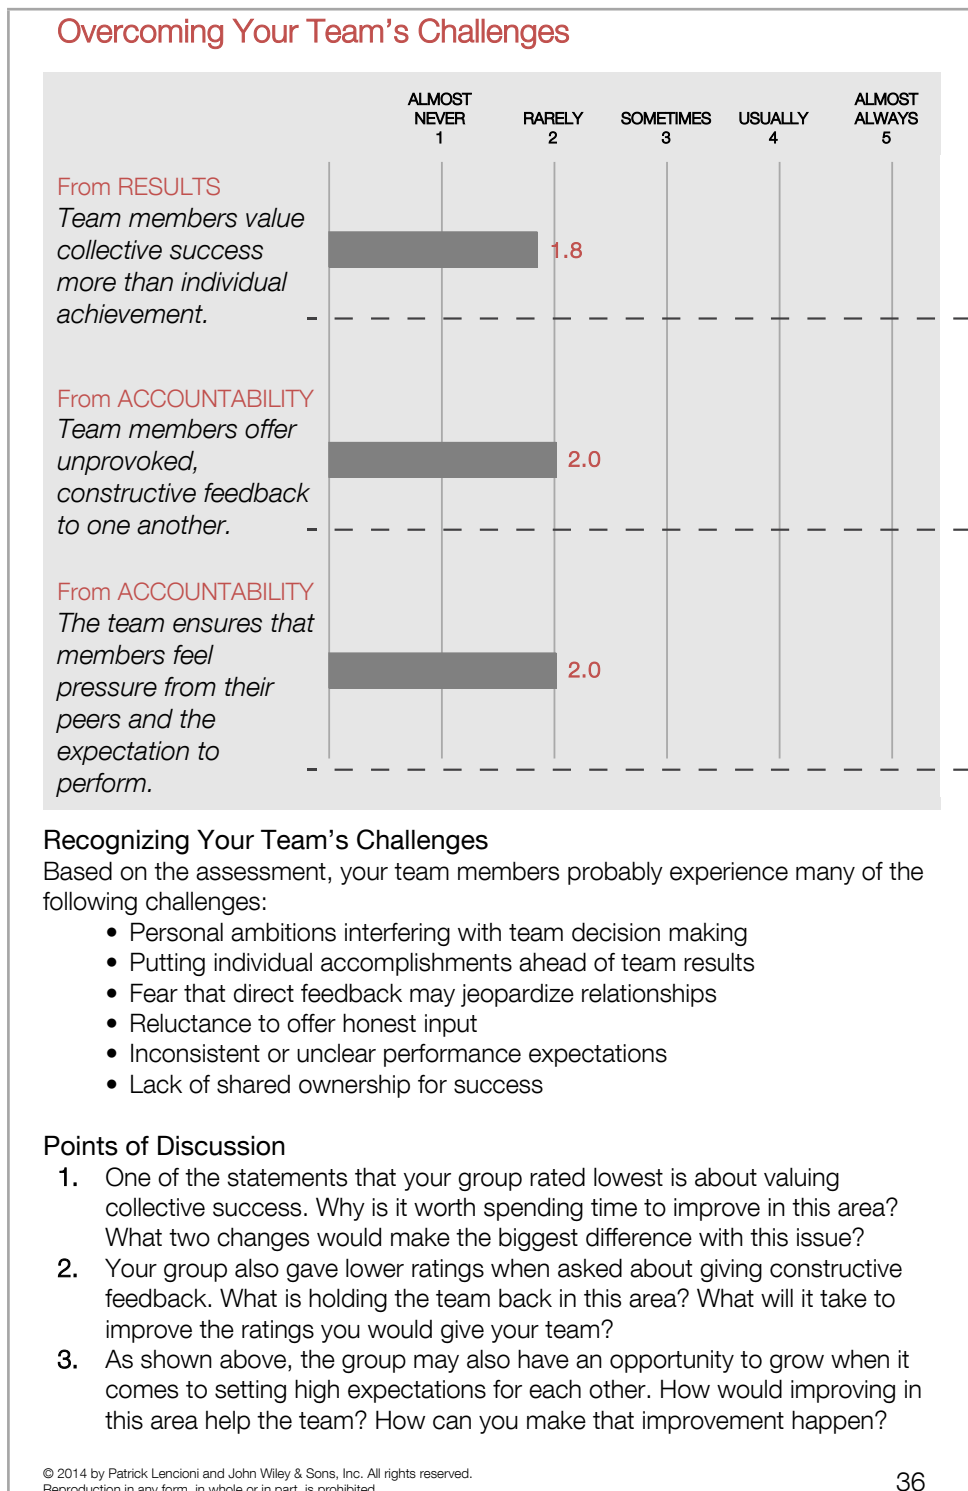 Overcoming Your Team's Challenges
ALMOST NEVER 1
RARELY 2
SOMETIMES 3
USUALLY 4
ALMOST ALWAYS 5
From RESULTS
Team members value
collective success
more than individual
achievement.
1.8
From ACCOUNTABILITY
Team members offer
unprovoked,
constructive feedback
to one another.
2.0
From ACCOUNTABILITY
The team ensures that
members feel
pressure from their
peers and the
expectation to
perform.
2.0
Recognizing Your Team's Challenges
Based on the assessment, your team members probably experience many of the
following challenges:
• Personal ambitions interfering with team decision making
• Putting individual accomplishments ahead of team results
• Fear that direct feedback may jeopardize relationships
• Reluctance to offer honest input
• Inconsistent or unclear performance expectations
• Lack of shared ownership for success
Points of Discussion
1. One of the statements that your group rated lowest is about valuing
collective success. Why is it worth spending time to improve in this area?
What two changes would make the biggest difference with this issue?
2. Your group also gave lower ratings when asked about giving constructive
feedback. What is holding the team back in this area? What will it take to
improve the ratings you would give your team?
3. As shown above, the group may also have an opportunity to grow when it
comes to setting high expectations for each other. How would improving in
this area help the team? How can you make that improvement happen?
© 2014 by Patrick Lencioni and John Wiley & Sons, Inc. All rights reserved.
Reproduction in any form, in whole or in part, is prohibited.
36